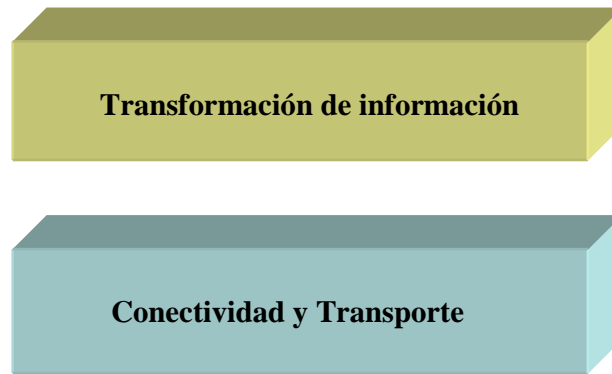 Transformación de información
Conectividad y Transporte